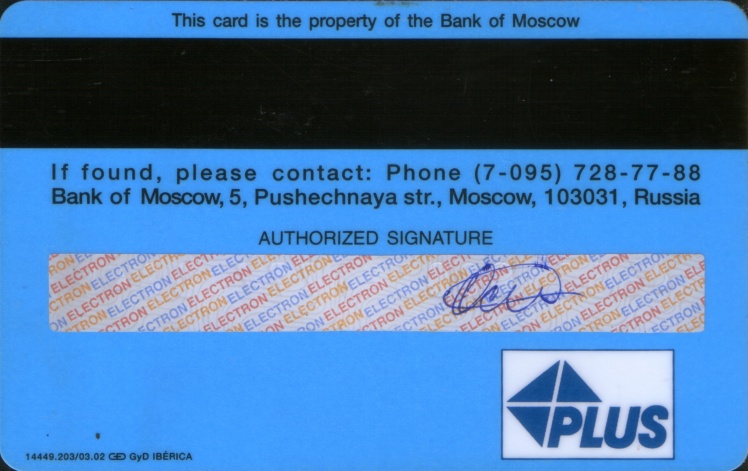 This card is the property of the Bank of Moscow
If found, please contact: Phone (7-095) 728-77-88
Bank of Moscow, 5, Pushechnaya str., Moscow, 103031, Russia
AUTHORIZED SIGNATURE
ELECTRON ELECTRON ELECTRON ELECTRON ELECTRON
PLUS
14449.203/03.02 GyD IBÉRICA